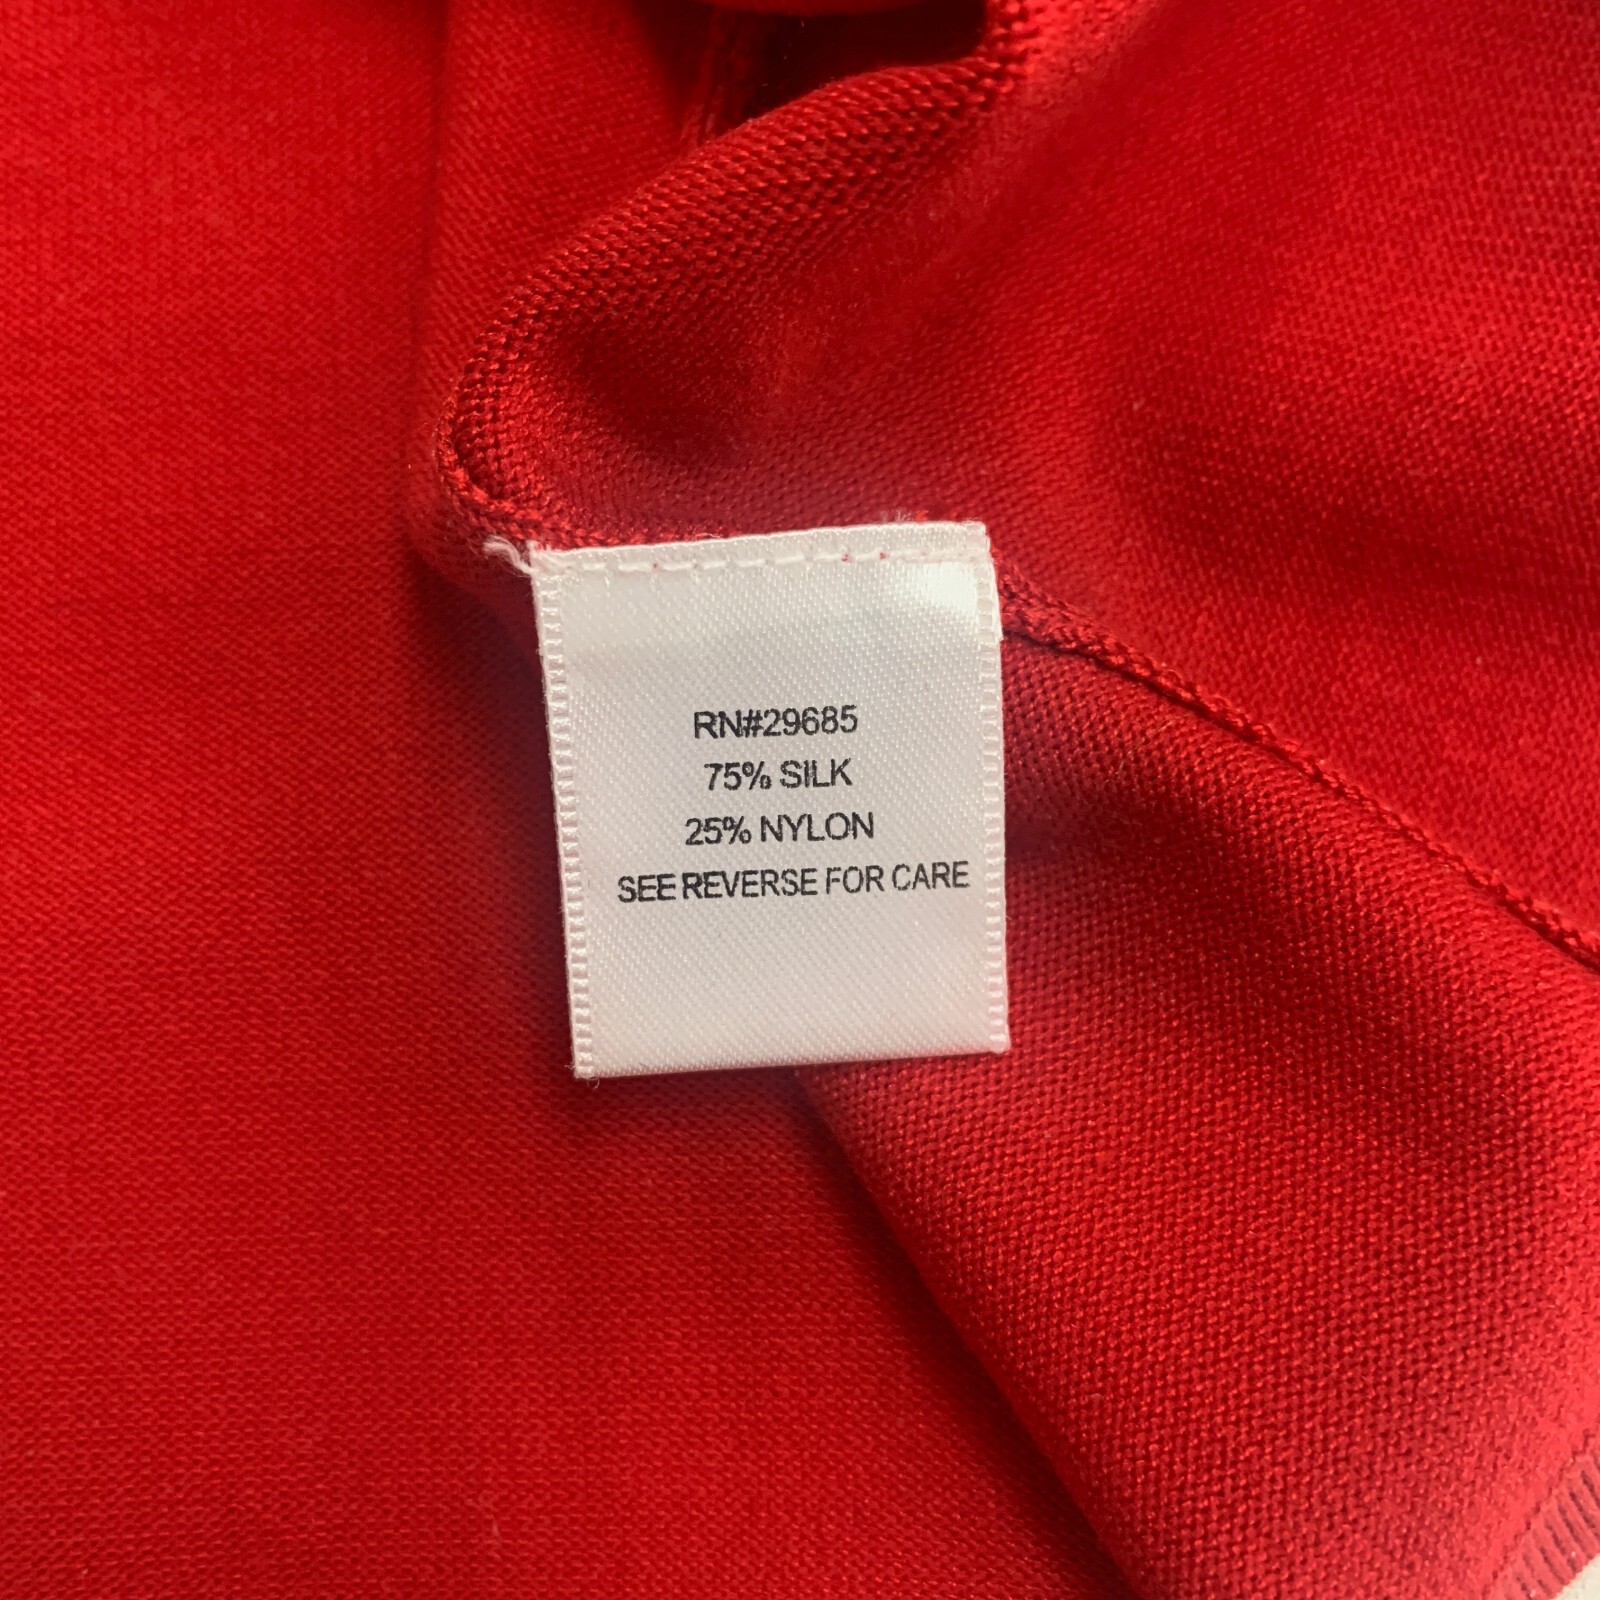 RN#29685
75% SILK
25% NYLON
SEE REVERSE FOR CARE